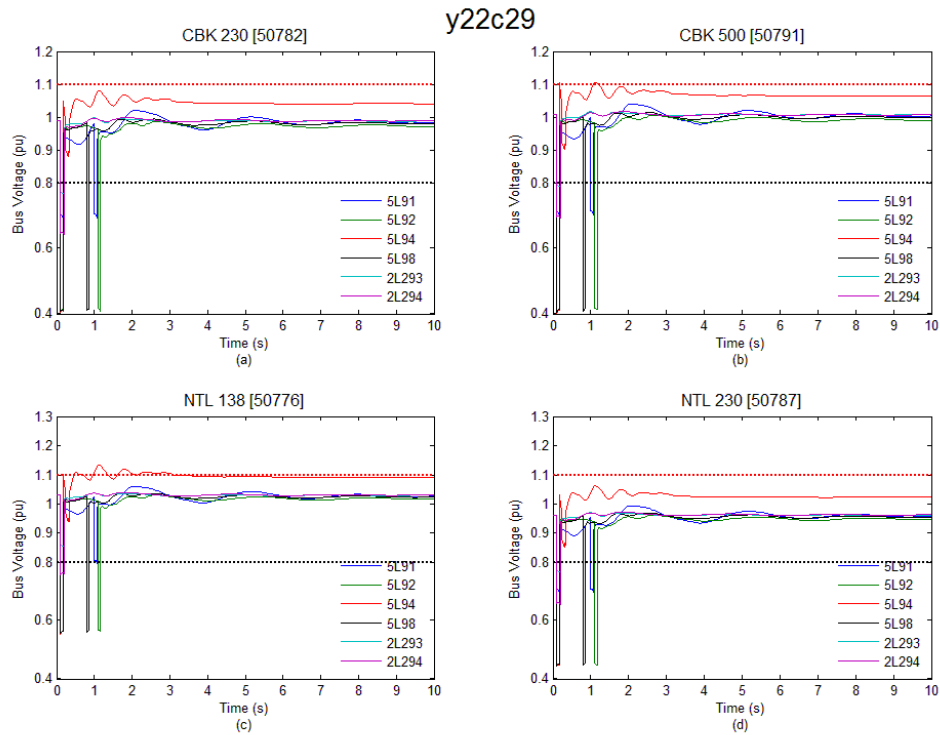 y22c29
CBK 230 [50782]
Bus Voltage (pu)
1.2
1.1
1
0.9
0.8
0.6
0.4
5L91
5L92
5L94
5L98
2L293
2L294
0 1 2 3 4 5 6 7 8 9 10
Time (s)
(a)
CBK 500 [50791]
Bus Voltage (pu)
1.2
1.1
1
0.9
0.8
0.6
0.4
5L91
5L92
5L94
5L98
2L293
2L294
0 1 2 3 4 5 6 7 8 9 10
Time (s)
(b)
NTL 138 [50776]
Bus Voltage (pu)
1.3
1.2
1.1
1
0.9
0.8
0.6
0.4
5L91
5L92
5L94
5L98
2L293
2L294
0 1 2 3 4 5 6 7 8 9 10
Time (s)
(c)
NTL 230 [50787]
Bus Voltage (pu)
1.3
1.2
1.1
1
0.9
0.8
0.6
0.4
5L91
5L92
5L94
5L98
2L293
2L294
0 1 2 3 4 5 6 7 8 9 10
Time (s)
(d)